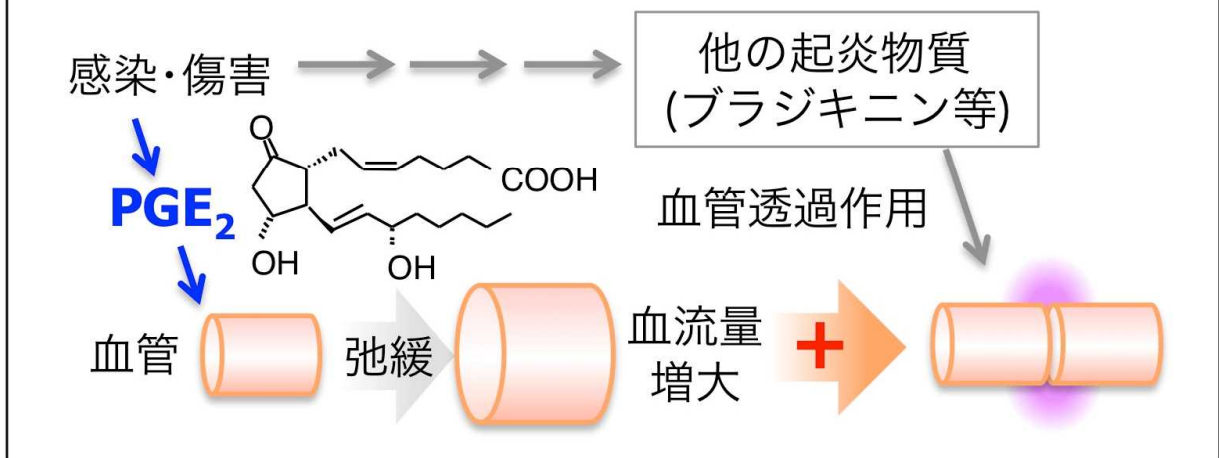 感染・傷害
他の起炎物質
(ブラジキニン等)
PGE2
O
COOH
OH
OH
血管透過作用
血管
弛緩
血流量
増大
+